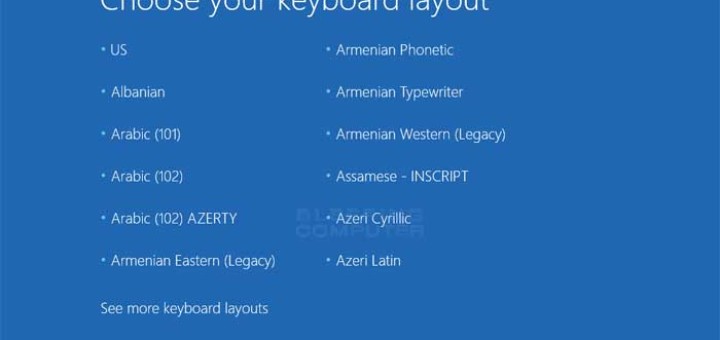 Choose your keyboard layout
US
Albanian
Arabic (101)
Arabic (102)
Arabic (102) AZERTY
Armenian Eastern (Legacy)
Armenian Phonetic
Armenian Typewriter
Armenian Western (Legacy)
Assamese - INSCRIPT
Azeri Cyrillic
Azeri Latin
See more keyboard layouts
BLEEPING
COMPUTER